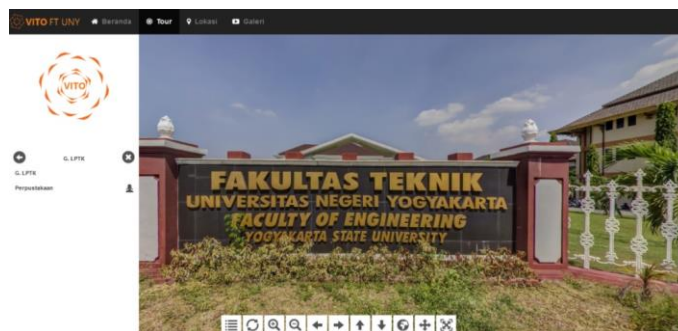 VITO FT UNY Beranda Tour Lokasi Galeri
VITO
G. LPTK
G. LPTK
Perpustakaan
FAKULTAS TEKNIK
UNIVERSITAS NEGERI YOGYAKARTA
FACULTY OF ENGINEERING
YOGYAKARTA STATE UNIVERSITY